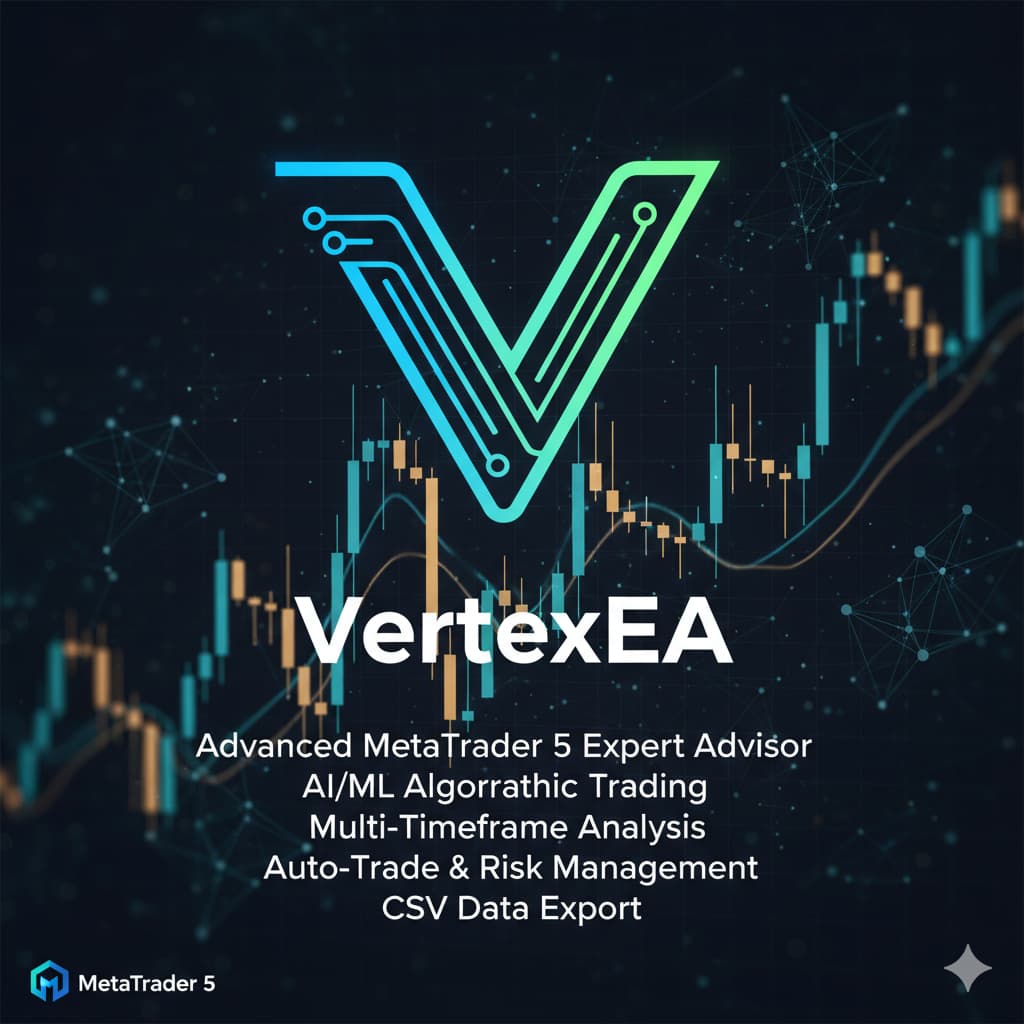 VertexEA
Advanced MetaTrader 5 Expert Advisor
AI/ML Algorrathic Trading
Multi-Timeframe Analysis
Auto-Trade & Risk Management
CSV Data Export
MetaTrader 5